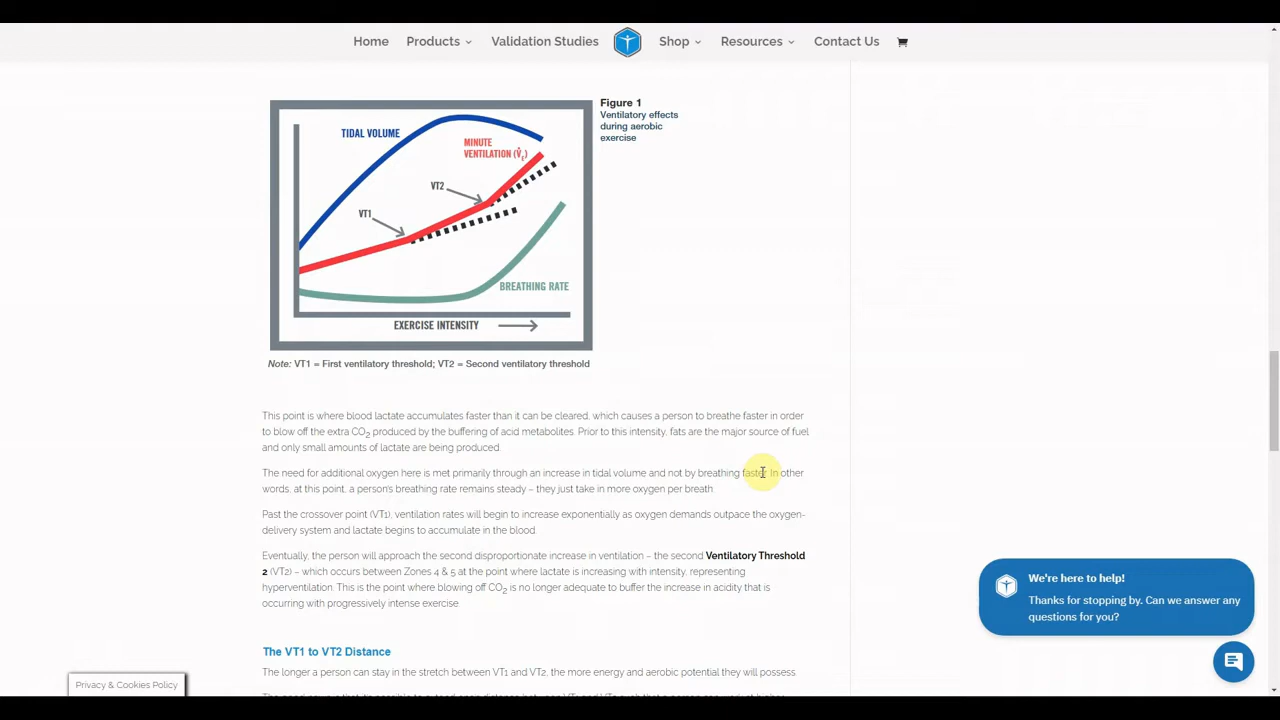 Home Products Validation Studies Shop Resources Contact Us
Figure 1
Ventilatory effects
during aerobic
exercise
TIDAL VOLUME
MINUTE
VENTILATION (V̇t)
VT2
VT1
BREATHING RATE
EXERCISE INTENSITY
Note: VT1 = First ventilatory threshold; VT2 = Second ventilatory threshold
This point is where blood lactate accumulates faster than it can be cleared, which causes a person to breathe faster in order
to blow off the extra CO2 produced by the buffering of acid metabolites. Prior to this intensity, fats are the major source of fuel
and only small amounts of lactate are being produced.
The need for additional oxygen here is met primarily through an increase in tidal volume and not by breathing faster. In other
words, at this point, a person's breathing rate remains steady – they just take in more oxygen per breath.
Past the crossover point (VT1), ventilation rates will begin to increase exponentially as oxygen demands outpace the oxygen-
delivery system and lactate begins to accumulate in the blood.
Eventually, the person will approach the second disproportionate increase in ventilation – the second Ventilatory Threshold
2 (VT2) – which occurs between Zones 4 & 5 at the point where lactate is increasing with intensity, representing
hyperventilation. This is the point where blowing off CO2 is no longer adequate to buffer the increase in acidity that is
occurring with progressively intense exercise
The VT1 to VT2 Distance
The longer a person can stay in the stretch between VT1 and VT2, the more energy and aerobic potential they will possess
We're here to help!
Thanks for stopping by. Can we answer any
questions for you?
Privacy & Cookies Policy